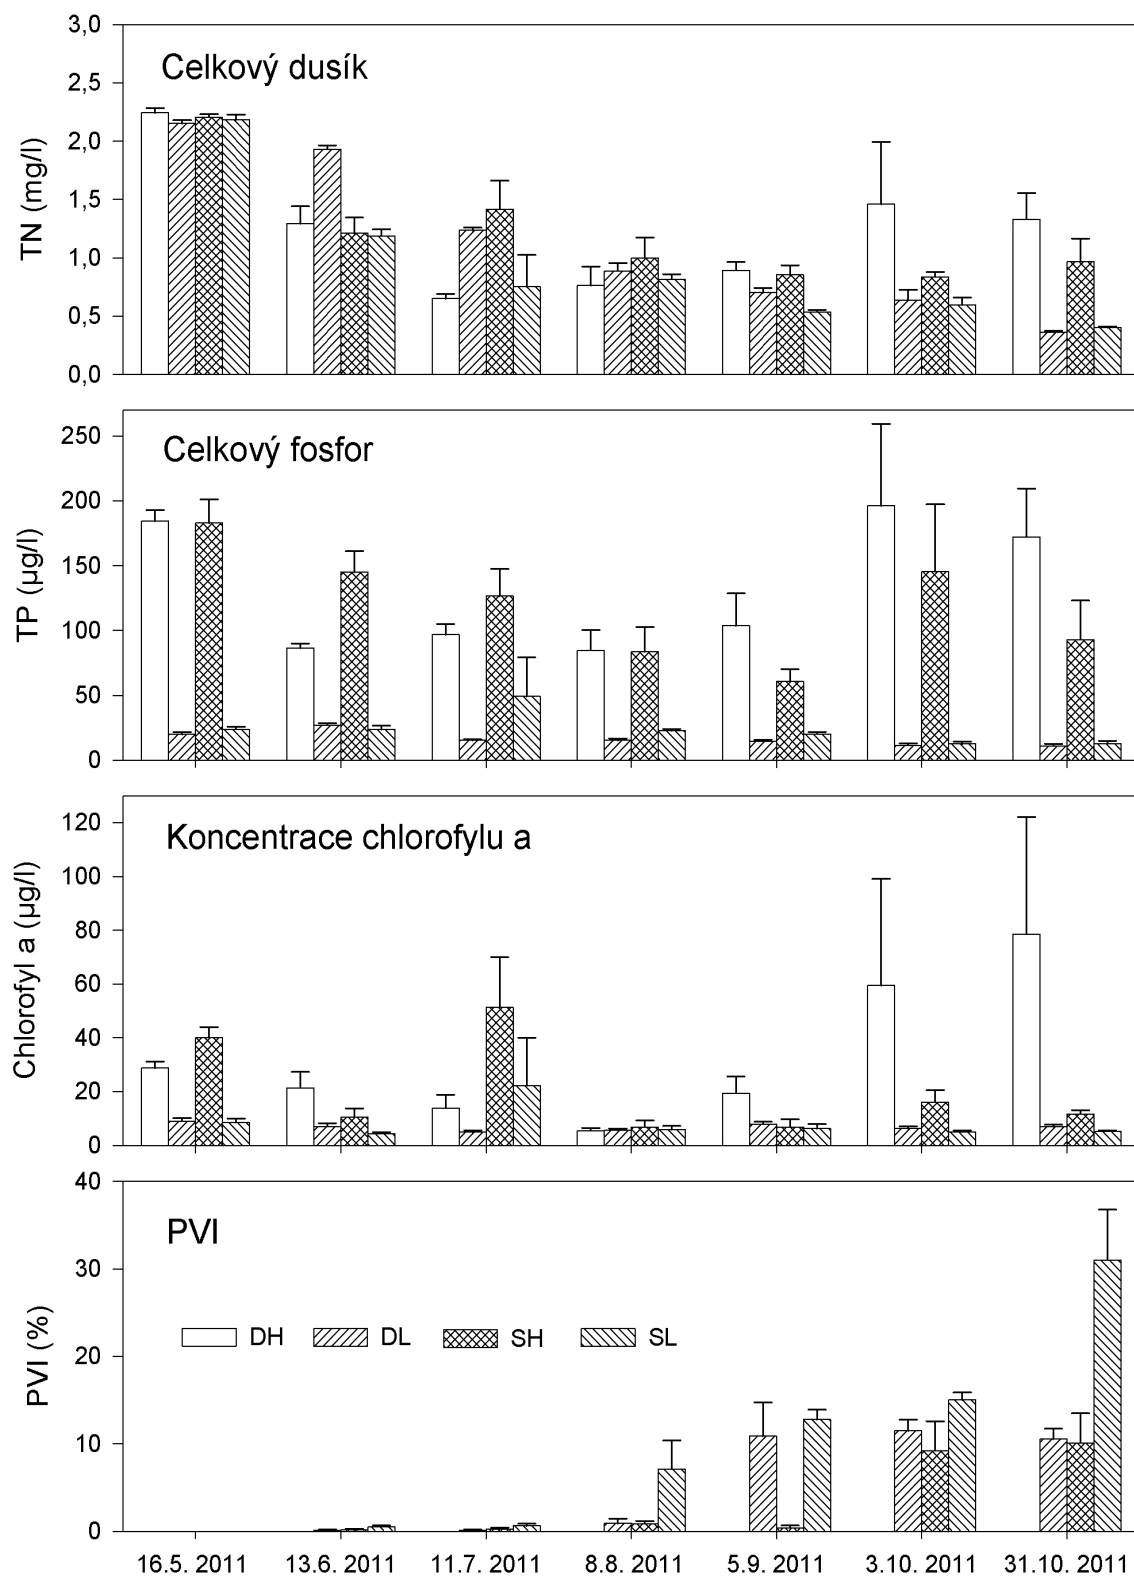 Celkový dusík
TN (mg/l)
3,0
2,5
2,0
1,5
1,0
0,5
0,0
Celkový fosfor
TP (µg/l)
250
200
150
100
50
0
Koncentrace chlorofylu a
Chlorofyl a (µg/l)
120
100
80
60
40
20
0
PVI
PVI (%)
40
30
20
10
0
DH DL SH SL
16.5. 2011 13.6. 2011 11.7. 2011 8.8. 2011 5.9. 2011 3.10. 2011 31.10. 2011